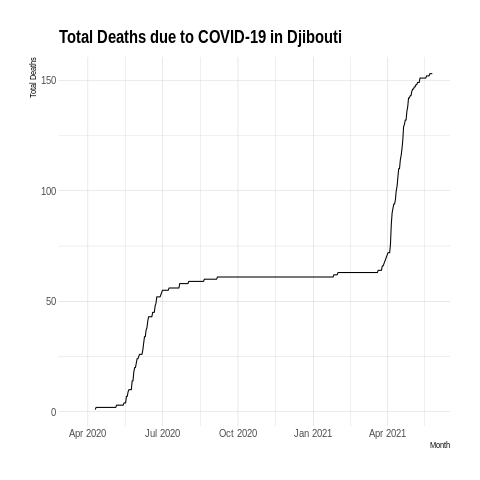 Total Deaths due to COVID-19 in Djibouti
Total Deaths
150
100
50
0
Apr 2020 Jul 2020 Oct 2020 Jan 2021 Apr 2021
Month